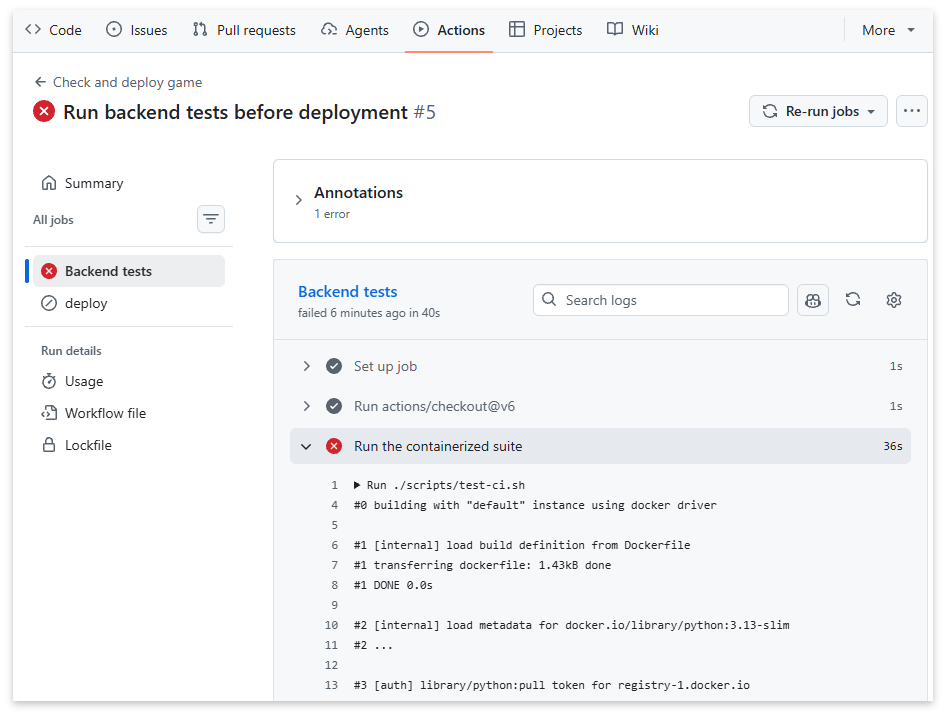 Code Issues Pull requests Agents Actions Projects Wiki More
Check and deploy game
Run backend tests before deployment #5
Re-run jobs
Summary
All jobs
Backend tests
deploy
Run details
Usage
Workflow file
Lockfile
Annotations
1 error
Backend tests
failed 6 minutes ago in 40s
Search logs
Set up job 1s
Run actions/checkout@v6 1s
Run the containerized suite 36s
1 Run ./scripts/test-ci.sh
4 #0 building with "default" instance using docker driver
5
6 #1 [internal] load build definition from Dockerfile
7 #1 transferring dockerfile: 1.43kB done
8 #1 DONE 0.0s
9
10 #2 [internal] load metadata for docker.io/library/python:3.13-slim
11 #2 ...
12
13 #3 [auth] library/python:pull token for registry-1.docker.io